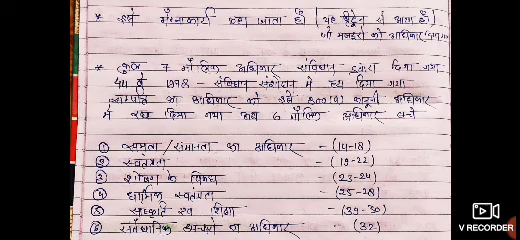 * इसे मैग्नाकार्टा कहा जाता है। (यह ब्रिटेन से आया है।
जो मजदूरों को अधिकार
* कुल 7 मौलिक अधिकार संविधान द्वारा दिया गया
44 वें 1978 संविधान संशोधन में हटा दिया गया
सम्पत्ति का अधिकार को 300(A) कानूनी अधिकार
में रख दिया गया अब 6 मौलिक अधिकार बचे
① समता/समानता का अधिकार - (14-18)
② स्वतंत्रता - (19-22)
③ शोषण के विरूध - (23-24)
④ धार्मिक स्वतंत्रता - (25-28)
⑤ संस्कृति एवं शिक्षा - (29-30)
⑥ संवैधानिक उपचारों का अधिकार - (32)
V RECORDER